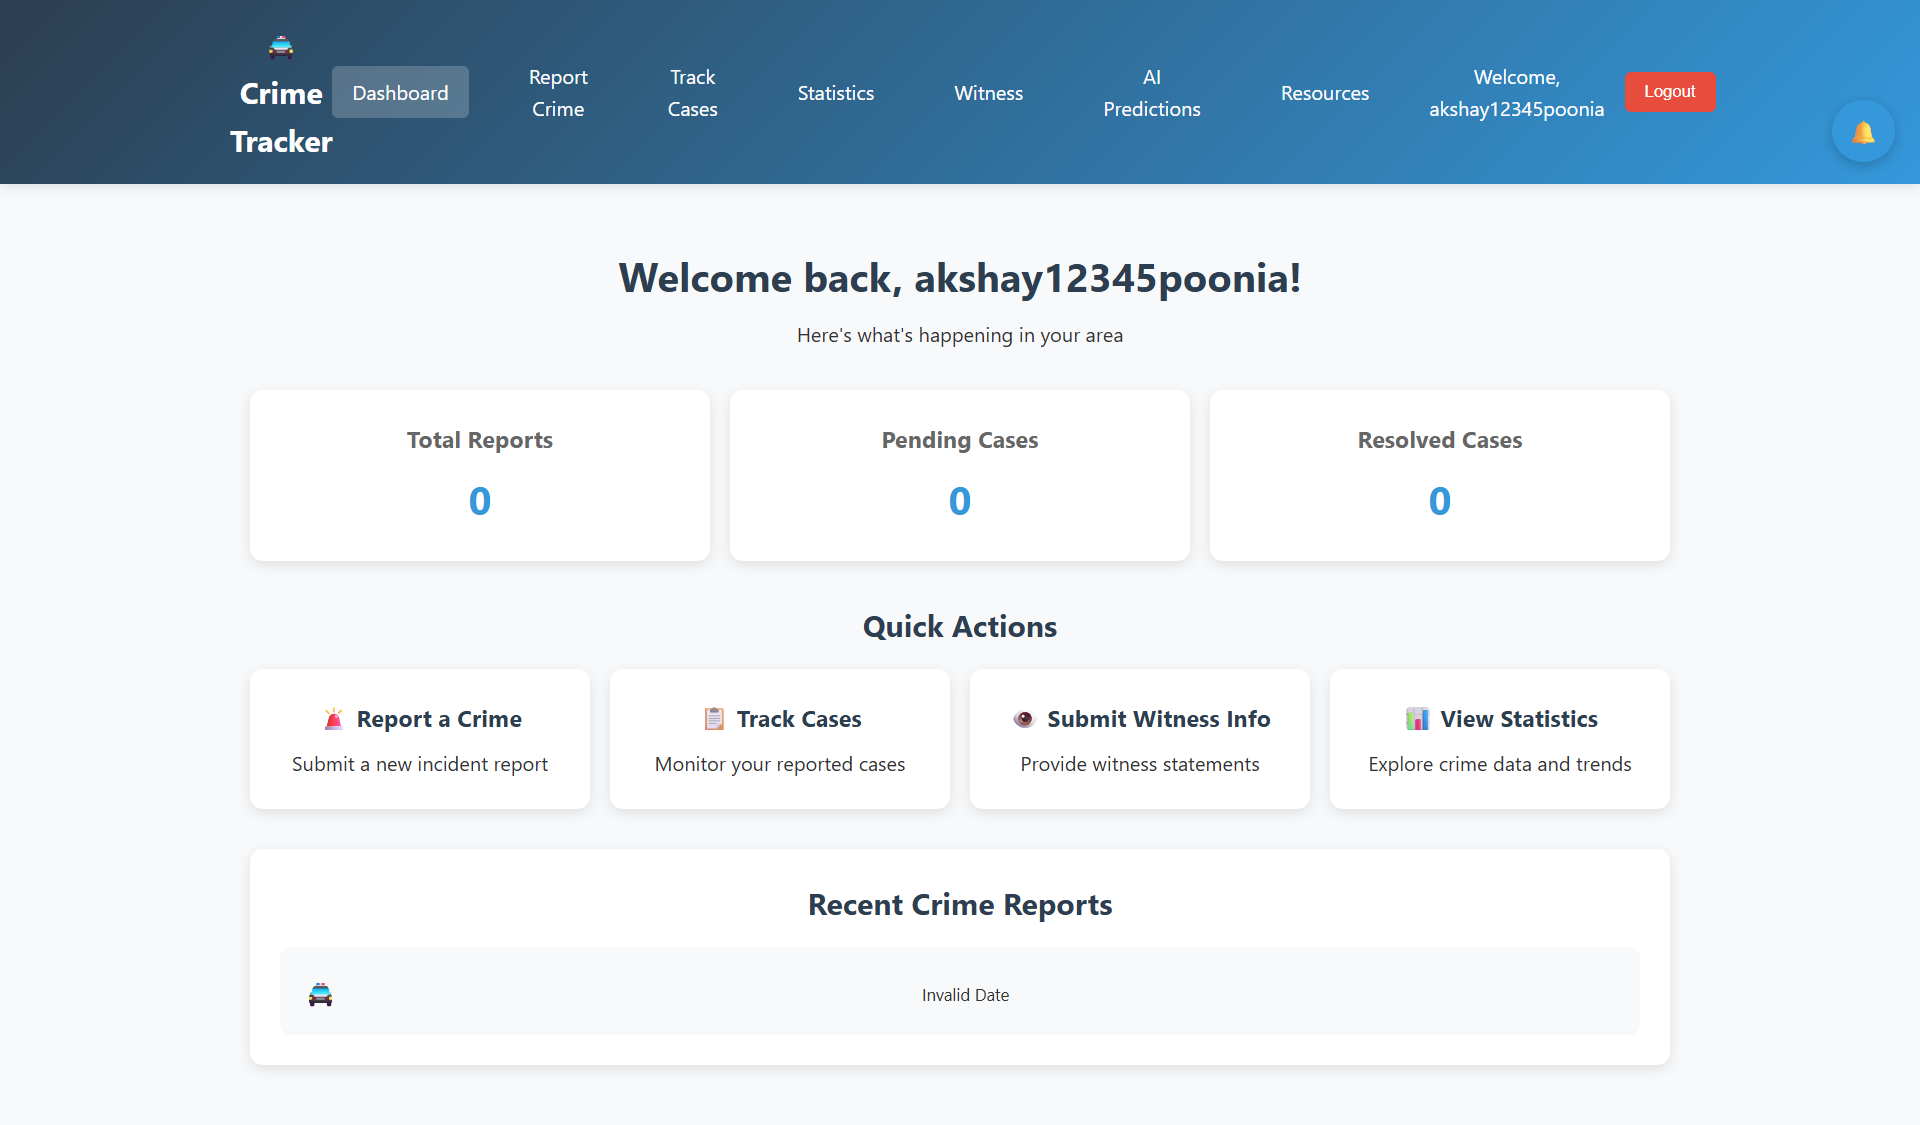 Crime
Tracker
Dashboard
Report
Crime
Track
Cases
Statistics
Witness
AI
Predictions
Resources
Welcome,
akshay12345poonia
Logout
Welcome back, akshay12345poonia!
Here's what's happening in your area
Total Reports
0
Pending Cases
0
Resolved Cases
0
Quick Actions
Report a Crime
Submit a new incident report
Track Cases
Monitor your reported cases
Submit Witness Info
Provide witness statements
View Statistics
Explore crime data and trends
Recent Crime Reports
Invalid Date